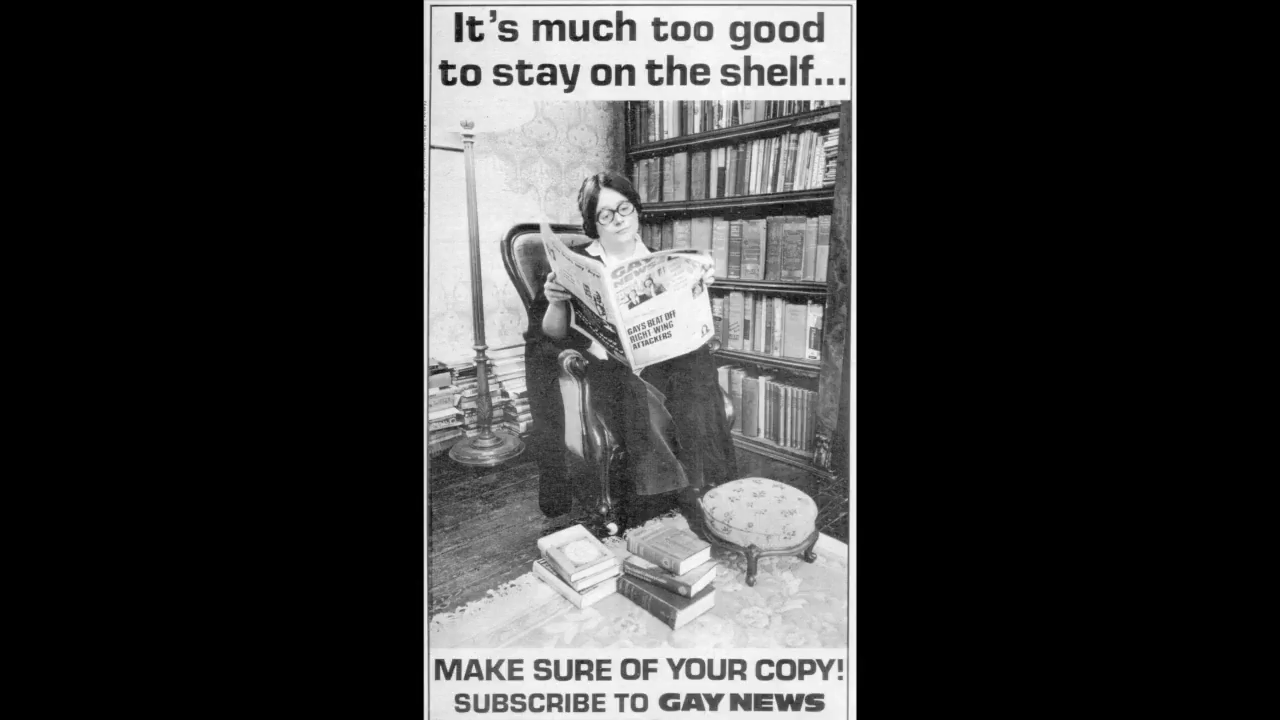 It's much too good
to stay on the shelf...
GAY
NEWS
GAYS BEAT OFF
RIGHT WING
ATTACKERS
MAKE SURE OF YOUR COPY!
SUBSCRIBE TO GAY NEWS